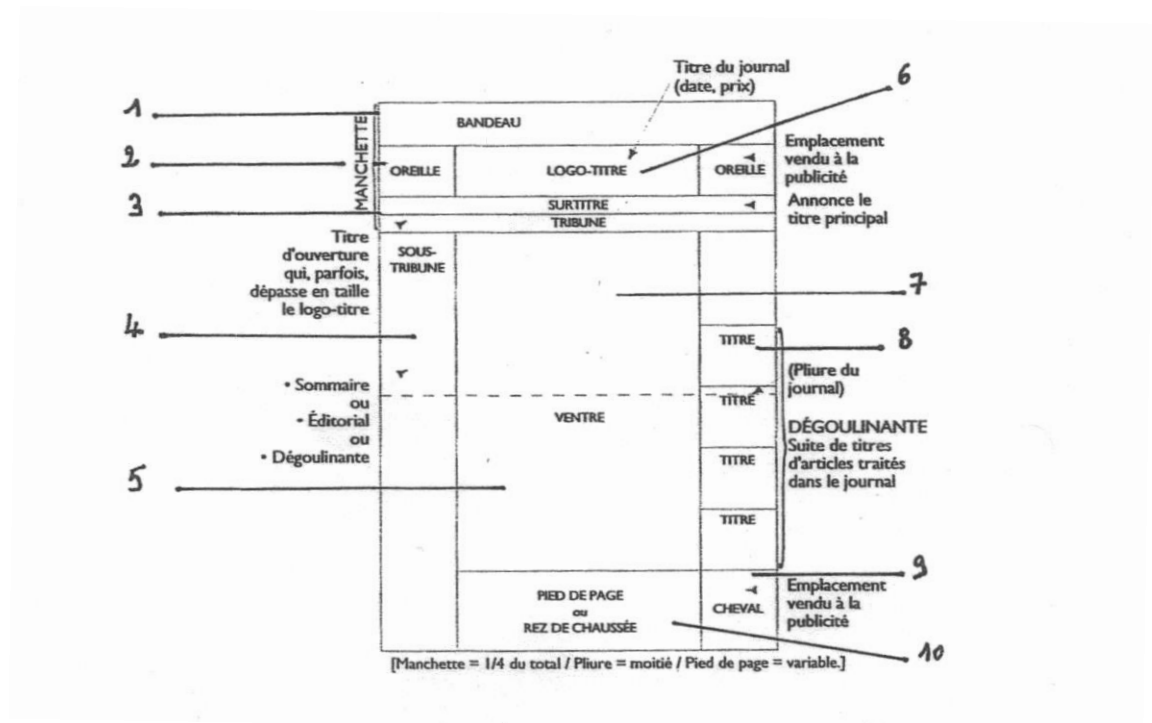 Titre du journal
(date, prix)
6
1
BANDEAU
MANCHETTE
2
OREILLE
LOGO-TITRE
OREILLE
Emplacement
vendu à la
publicité
3
SURTITRE
Annonce le
titre principal
TRIBUNE
Titre
d'ouverture
qui, parfois,
dépasse en taille
le logo-titre
SOUS-
TRIBUNE
7
4
TITRE
8
(Pliure du
journal)
• Sommaire
ou
• Éditorial
ou
• Dégoulinante
TITRE
VENTRE
DÉGOULINANTE
Suite de titres
d'articles traités
dans le journal
TITRE
5
TITRE
9
PIED DE PAGE
ou
REZ DE CHAUSSÉE
CHEVAL
Emplacement
vendu à la
publicité
10
[Manchette = 1/4 du total / Pliure = moitié / Pied de page = variable.]